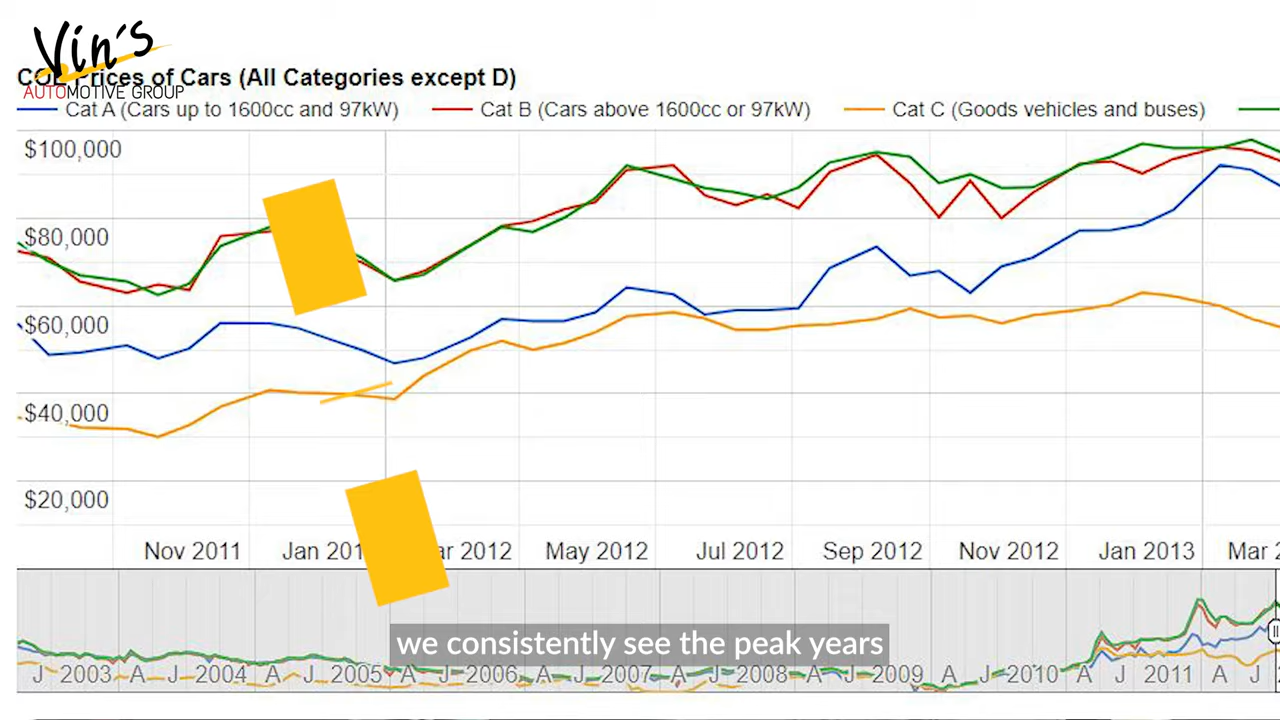 Vin's
AUTOMOTIVE GROUP
COE Prices of Cars (All Categories except D)
Cat A (Cars up to 1600cc and 97kW) Cat B (Cars above 1600cc or 97kW) Cat C (Goods vehicles and buses)
$100,000
$80,000
$60,000
$40,000
$20,000
Nov 2011 Jan 201 ar 2012 May 2012 Jul 2012 Sep 2012 Nov 2012 Jan 2013 Mar 2
we consistently see the peak years
J 2003 A J 2004 A J 2005 A J 2006 A J 2007 A J 2008 A J 2009 A J 2010 A J 2011 A J